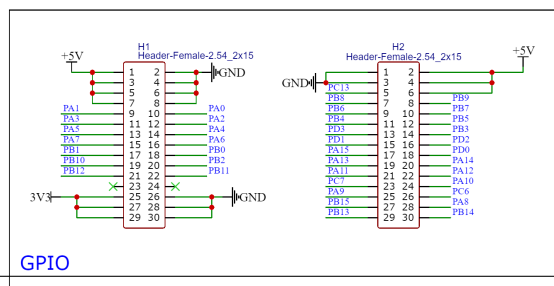 H1
Header-Female-2.54_2x15
+5V
1 2 GND
3 4
5 6
7 8
PA1 9 10 PA0
PA3 11 12 PA2
PA5 13 14 PA4
PA7 15 16 PA6
PB1 17 18 PB0
PB10 19 20 PB2
PB12 21 22 PB11
23 24
3V3 25 26 GND
27 28
29 30
H2
Header-Female-2.54_2x15
+5V
1 2
GND 3 4
PC13 5 6
PB8 7 8 PB9
PB6 9 10 PB7
PB4 11 12 PB5
PD3 13 14 PB3
PD1 15 16 PD2
PA15 17 18 PD0
PA13 19 20 PA14
PA11 21 22 PA12
PC7 23 24 PA10
PA9 25 26 PC6
PB15 27 28 PA8
PB13 29 30 PB14
GPIO